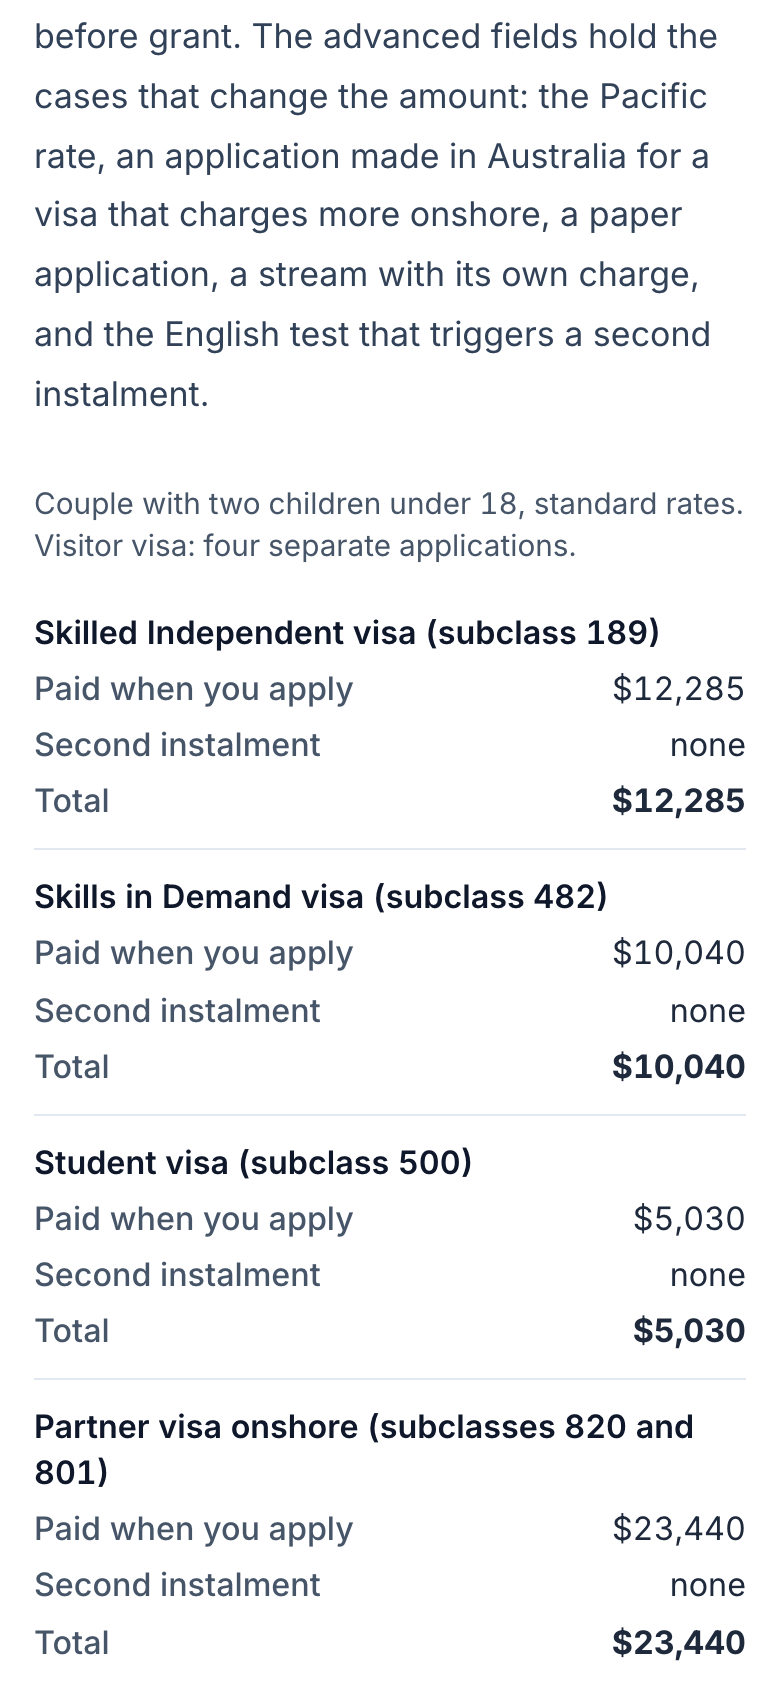 before grant. The advanced fields hold the
cases that change the amount: the Pacific
rate, an application made in Australia for a
visa that charges more onshore, a paper
application, a stream with its own charge,
and the English test that triggers a second
instalment.
Couple with two children under 18, standard rates.
Visitor visa: four separate applications.
Skilled Independent visa (subclass 189)
Paid when you apply $12,285
Second instalment none
Total $12,285
Skills in Demand visa (subclass 482)
Paid when you apply $10,040
Second instalment none
Total $10,040
Student visa (subclass 500)
Paid when you apply $5,030
Second instalment none
Total $5,030
Partner visa onshore (subclasses 820 and
801)
Paid when you apply $23,440
Second instalment none
Total $23,440